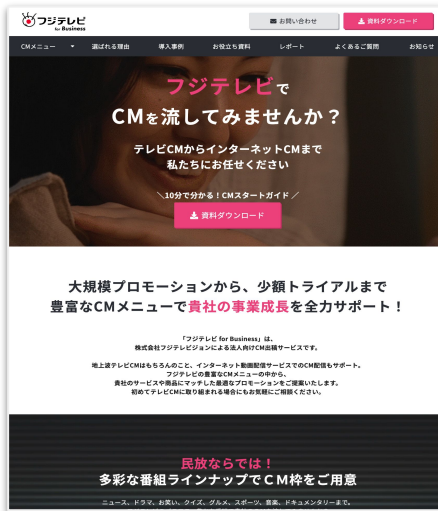 フジテレビ
for Business
お問い合わせ
資料ダウンロード
CMメニュー
選ばれる理由
導入事例
お役立ち資料
レポート
よくあるご質問
お知らせ
フジテレビで
CMを流してみませんか？
テレビCMからインターネットCMまで
私たちにお任せください
＼10分で分かる！CMスタートガイド／
資料ダウンロード
大規模プロモーションから、少額トライアルまで
豊富なCMメニューで貴社の事業成長を全力サポート！
「フジテレビ for Business」は、
株式会社フジテレビジョンによる法人向けCM出稿サービスです。
地上波テレビCMはもちろんのこと、インターネット動画配信サービスでのCM配信もサポート。
フジテレビの豊富なCMメニューの中から、
貴社のサービスや商品にマッチした最適なプロモーションをご提案いたします。
初めてテレビCMに取り組まれる場合にもお気軽にご相談ください。
民放ならでは！
多彩な番組ラインナップでＣＭ枠をご用意
ニュース、ドラマ、お笑い、クイズ、グルメ、スポーツ、音楽、ドキュメンタリーまで。